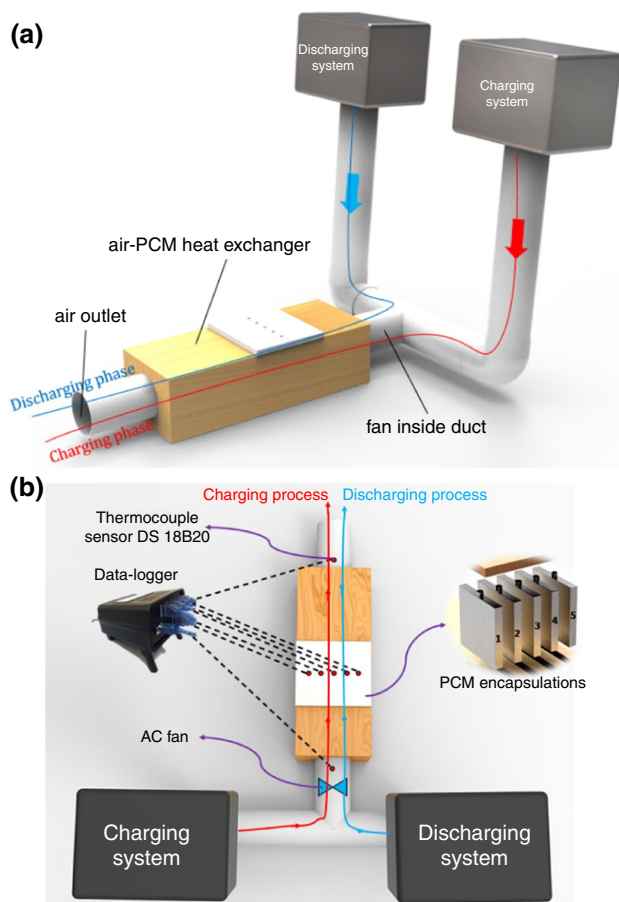 (a)
Discharging
system
Charging
system
air-PCM heat exchanger
air outlet
Discharging phase
Charging phase
fan inside duct
(b)
Charging process
Discharging process
Thermocouple
sensor DS 18B20
Data-logger
1
2
3
4
5
PCM encapsulations
AC fan
Charging
system
Discharging
system